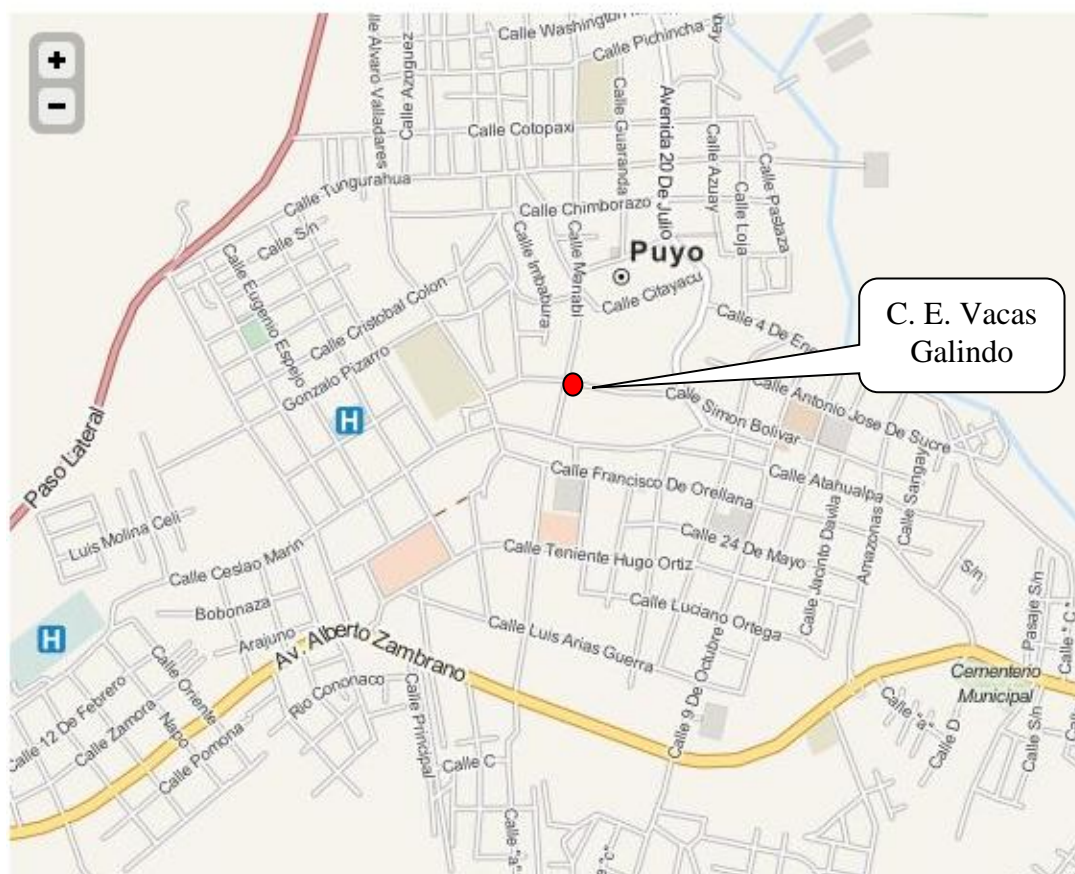 +
−
Calle Washington
Calle Pichincha
Calle Alvaro Valladares
Calle Azogues
Calle Cotopaxi
Calle Guaranda
Avenida 20 De Julio
Calle Azuay
Calle Loja
Calle Pastaza
Calle Tungurahua
Calle Chimborazo
Calle S/n
Calle Imbabura
Calle Manabi
Puyo
Calle Citayacu
Calle Eugenio Espejo
Calle Cristobal Colon
Gonzalo Pizarro
C. E. Vacas
Galindo
Calle 4 De
Calle Antonio Jose De Sucre
Calle Simon Bolivar
H
Paso Lateral
Calle Francisco De Orellana
Calle Atahualpa
Calle Sangay
Luis Molina Celi
Calle 24 De Mayo
Calle Jacinto Davila
Amazonas
Calle Ceslao Marin
Calle Teniente Hugo Ortiz
S/n
Bobonaza
Calle Luciano Ortega
Pasaje S/n
Calle " C "
H
Arajuno
Av. Alberto Zambrano
Calle Luis Arias Guerra
Calle 9 De Octubre
Cementerio
Municipal
Calle Oriente
Calle 12 De Febrero
Rio Cononaco
Calle Principal
Calle Zamora
Napo
Calle Pomona
Calle "a"
Calle D
Calle S/n
Calle C
Calle "a"